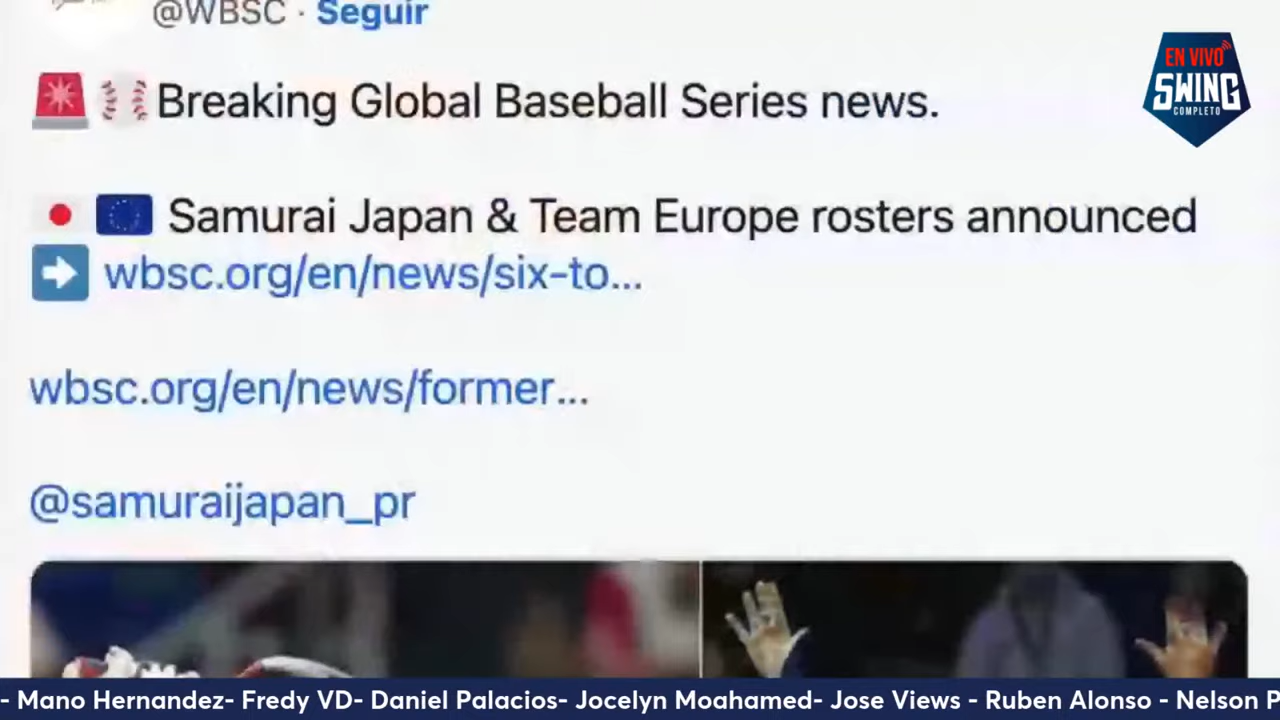 @WBSC · Seguir
EN VIVO
SWING
COMPLETO
Breaking Global Baseball Series news.
Samurai Japan & Team Europe rosters announced
wbsc.org/en/news/six-to...
wbsc.org/en/news/former...
@samuraijapan_pr
- Mano Hernandez- Fredy VD- Daniel Palacios- Jocelyn Moahamed- Jose Views - Ruben Alonso - Nelson